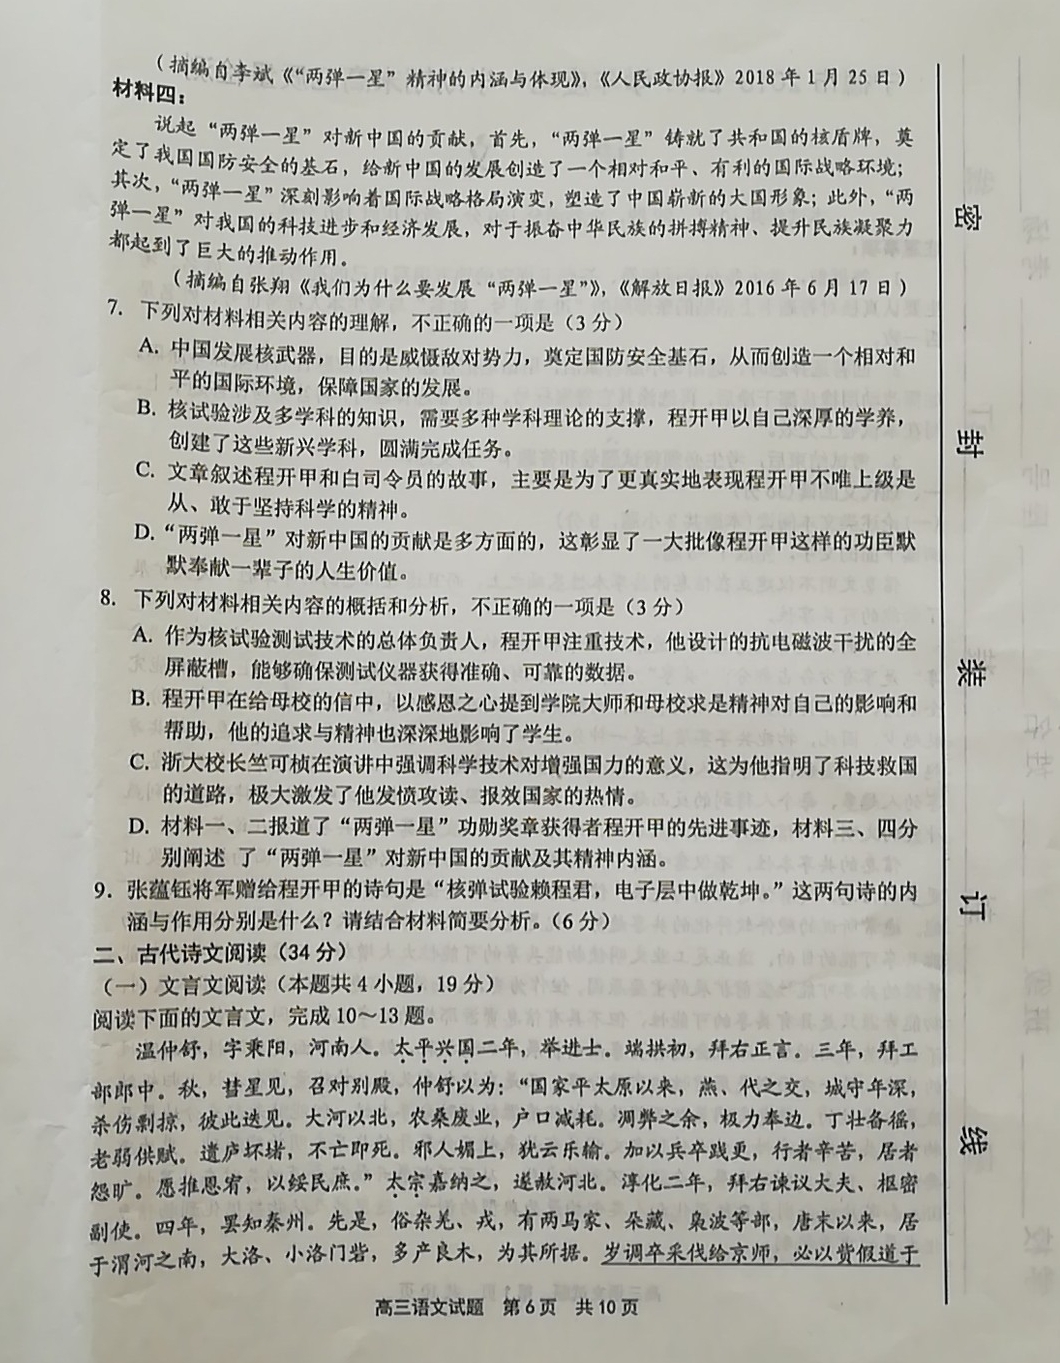 （摘编自李斌《“两弹一星”精神的内涵与体现》，《人民政协报》2018年1月25日）
材料四：
说起“两弹一星”对新中国的贡献，首先，“两弹一星”铸就了共和国的核盾牌，奠
定了我国国防安全的基石，给新中国的发展创造了一个相对和平、有利的国际战略环境；
其次，“两弹一星”深刻影响着国际战略格局演变，塑造了中国崭新的大国形象；此外，“两
弹一星”对我国的科技进步和经济发展，对于振奋中华民族的拼搏精神、提升民族凝聚力
都起到了巨大的推动作用。
（摘编自张翔《我们为什么要发展“两弹一星”》，《解放日报》2016年6月17日）
7. 下列对材料相关内容的理解，不正确的一项是（3分）
A. 中国发展核武器，目的是威慑敌对势力，奠定国防安全基石，从而创造一个相对和
平的国际环境，保障国家的发展。
B. 核试验涉及多学科的知识，需要多种学科理论的支撑，程开甲以自己深厚的学养，
创建了这些新兴学科，圆满完成任务。
C. 文章叙述程开甲和白司令员的故事，主要是为了更真实地表现程开甲不唯上级是
从、敢于坚持科学的精神。
D. “两弹一星”对新中国的贡献是多方面的，这彰显了一大批像程开甲这样的功臣默
默奉献一辈子的人生价值。
8. 下列对材料相关内容的概括和分析，不正确的一项是（3分）
A. 作为核试验测试技术的总体负责人，程开甲注重技术，他设计的抗电磁波干扰的全
屏蔽槽，能够确保测试仪器获得准确、可靠的数据。
B. 程开甲在给母校的信中，以感恩之心提到学院大师和母校求是精神对自己的影响和
帮助，他的追求与精神也深深地影响了学生。
C. 浙大校长竺可桢在演讲中强调科学技术对增强国力的意义，这为他指明了科技救国
的道路，极大激发了他发愤攻读、报效国家的热情。
D. 材料一、二报道了“两弹一星”功勋奖章获得者程开甲的先进事迹，材料三、四分
别阐述 了“两弹一星”对新中国的贡献及其精神内涵。
9. 张蕴钰将军赠给程开甲的诗句是“核弹试验赖程君，电子层中做乾坤。”这两句诗的内
涵与作用分别是什么？请结合材料简要分析。（6分）
二、古代诗文阅读（34分）
（一）文言文阅读（本题共4小题，19分）
阅读下面的文言文，完成10～13题。
温仲舒，字秉阳，河南人。太平兴国二年，举进士。端拱初，拜右正言。三年，拜工
部郎中。秋，彗星见，召对别殿，仲舒以为：“国家平太原以来，燕、代之交，城守年深，
杀伤剽掠，彼此迭见。大河以北，农桑废业，户口减耗。凋弊之余，极力奉边。丁壮备徭，
老弱供赋。遗庐坏堵，不亡即死。邪人媚上，犹云乐输。加以兵卒践更，行者辛苦，居者
怨旷。愿推恩宥，以绥民庶。”太宗嘉纳之，遂赦河北。淳化二年，拜右谏议大夫、枢密
副使。四年，罢知秦州。先是，俗杂羌、戎，有两马家、朵藏、枭波等部，唐末以来，居
于渭河之南，大洛、小洛门砦，多产良木，为其所据。岁调卒采伐给京师，必以赀假道于
高三语文试题 第6页 共10页
密
封
装
订
线